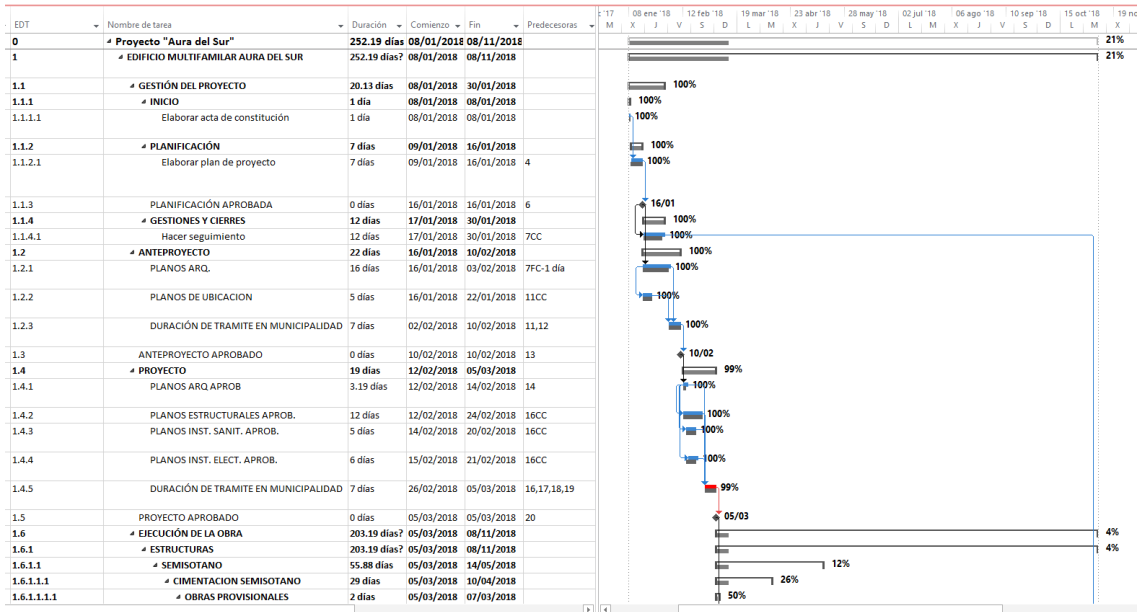 : '17 08 ene '18 12 feb '18 19 mar '18 23 abr '18 28 may '18 02 jul '18 06 ago '18 10 sep '18 15 oct '18 19 no
EDT Nombre de tarea Duración Comienzo Fin Predecesoras M X J V S D L M X J V S D L M X
0 Proyecto "Aura del Sur" 252.19 días 08/01/2018 08/11/2018 21%
1 EDIFICIO MULTIFAMILAR AURA DEL SUR 252.19 días? 08/01/2018 08/11/2018 21%
1.1 GESTIÓN DEL PROYECTO 20.13 días 08/01/2018 30/01/2018 100%
1.1.1 INICIO 1 día 08/01/2018 08/01/2018 100%
1.1.1.1 Elaborar acta de constitución 1 día 08/01/2018 08/01/2018 100%
1.1.2 PLANIFICACIÓN 7 días 09/01/2018 16/01/2018 100%
1.1.2.1 Elaborar plan de proyecto 7 días 09/01/2018 16/01/2018 4 100%
1.1.3 PLANIFICACIÓN APROBADA 0 días 16/01/2018 16/01/2018 6 16/01
1.1.4 GESTIONES Y CIERRES 12 días 17/01/2018 30/01/2018 100%
1.1.4.1 Hacer seguimiento 12 días 17/01/2018 30/01/2018 7CC 100%
1.2 ANTEPROYECTO 22 días 16/01/2018 10/02/2018 100%
1.2.1 PLANOS ARQ. 16 días 16/01/2018 03/02/2018 7FC-1 día 100%
1.2.2 PLANOS DE UBICACION 5 días 16/01/2018 22/01/2018 11CC 100%
1.2.3 DURACIÓN DE TRAMITE EN MUNICIPALIDAD 7 días 02/02/2018 10/02/2018 11,12 100%
1.3 ANTEPROYECTO APROBADO 0 días 10/02/2018 10/02/2018 13 10/02
1.4 PROYECTO 19 días 12/02/2018 05/03/2018 99%
1.4.1 PLANOS ARQ APROB 3.19 días 12/02/2018 14/02/2018 14 100%
1.4.2 PLANOS ESTRUCTURALES APROB. 12 días 12/02/2018 24/02/2018 16CC 100%
1.4.3 PLANOS INST. SANIT. APROB. 5 días 14/02/2018 20/02/2018 16CC 100%
1.4.4 PLANOS INST. ELECT. APROB. 6 días 15/02/2018 21/02/2018 16CC 100%
1.4.5 DURACIÓN DE TRAMITE EN MUNICIPALIDAD 7 días 26/02/2018 05/03/2018 16,17,18,19 99%
1.5 PROYECTO APROBADO 0 días 05/03/2018 05/03/2018 20 05/03
1.6 EJECUCIÓN DE LA OBRA 203.19 días? 05/03/2018 08/11/2018 4%
1.6.1 ESTRUCTURAS 203.19 días? 05/03/2018 08/11/2018 4%
1.6.1.1 SEMISOTANO 55.88 días 05/03/2018 14/05/2018 12%
1.6.1.1.1 CIMENTACION SEMISOTANO 29 días 05/03/2018 10/04/2018 26%
1.6.1.1.1.1 OBRAS PROVISIONALES 2 días 05/03/2018 07/03/2018 50%